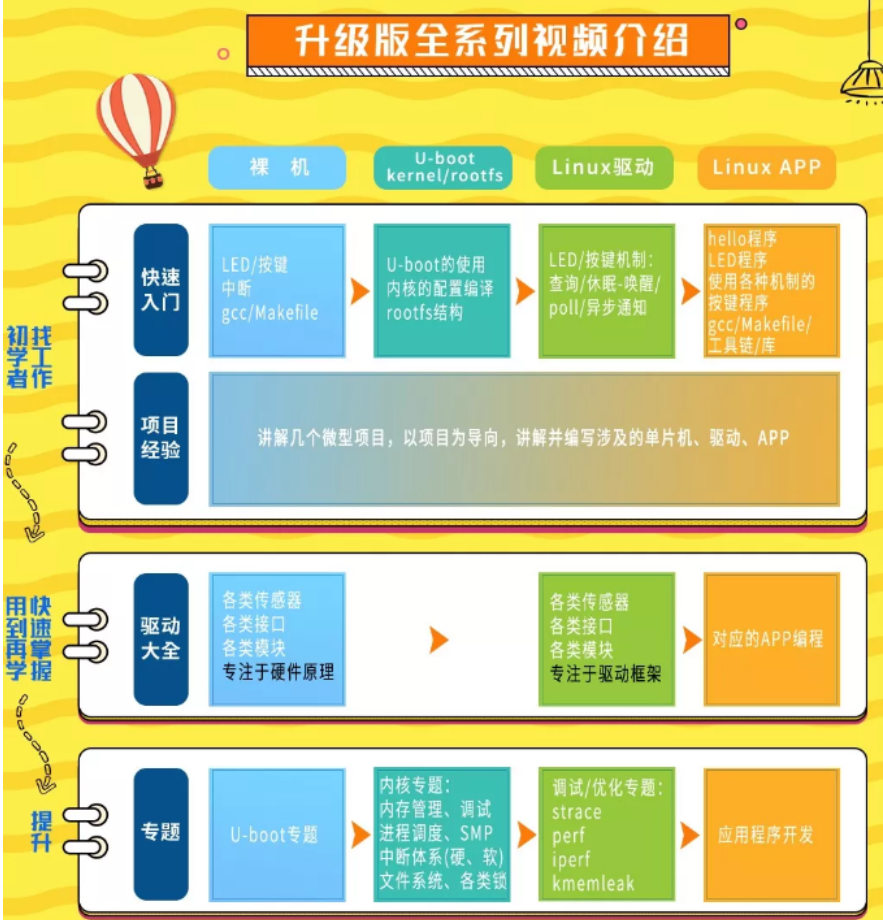 升级版全系列视频介绍
裸 机
U-boot
kernel/rootfs
Linux驱动
Linux APP
初学者
找工作
快速
入门
LED/按键
中断
gcc/Makefile
U-boot的使用
内核的配置编译
rootfs结构
LED/按键机制：
查询/休眠-唤醒/
poll/异步通知
hello程序
LED程序
使用各种机制的
按键程序
gcc/Makefile/
工具链/库
项目
经验
讲解几个微型项目，以项目为导向，讲解并编写涉及的单片机、驱动、APP
用到再学
快速掌握
驱动
大全
各类传感器
各类接口
各类模块
专注于硬件原理
各类传感器
各类接口
各类模块
专注于驱动框架
对应的APP编程
提升
专题
U-boot专题
内核专题：
内存管理、调试
进程调度、SMP
中断体系(硬、软)
文件系统、各类锁
调试/优化专题：
strace
perf
iperf
kmemleak
应用程序开发